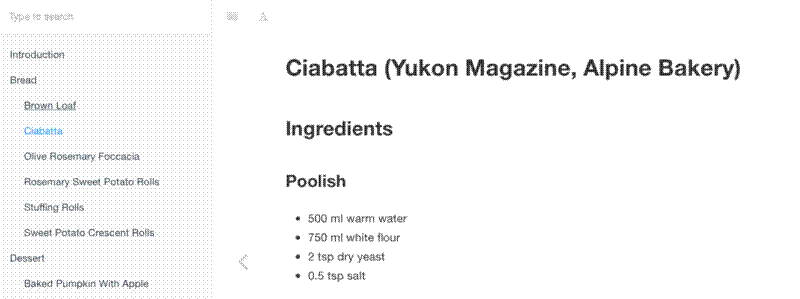 Type to search
A
Introduction
Bread
Brown Loaf
Ciabatta
Olive Rosemary Foccacia
Rosemary Sweet Potato Rolls
Stuffing Rolls
Sweet Potato Crescent Rolls
Dessert
Baked Pumpkin With Apple
Ciabatta (Yukon Magazine, Alpine Bakery)
Ingredients
Poolish
• 500 ml warm water
• 750 ml white flour
• 2 tsp dry yeast
• 0.5 tsp salt